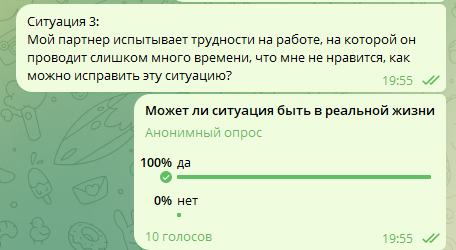 Ситуация 3:
Мой партнер испытывает трудности на работе, на которой он
проводит слишком много времени, что мне не нравится, как
можно исправить эту ситуацию?
19:55
Может ли ситуация быть в реальной жизни
Анонимный опрос
100% да
0% нет
10 голосов
19:55